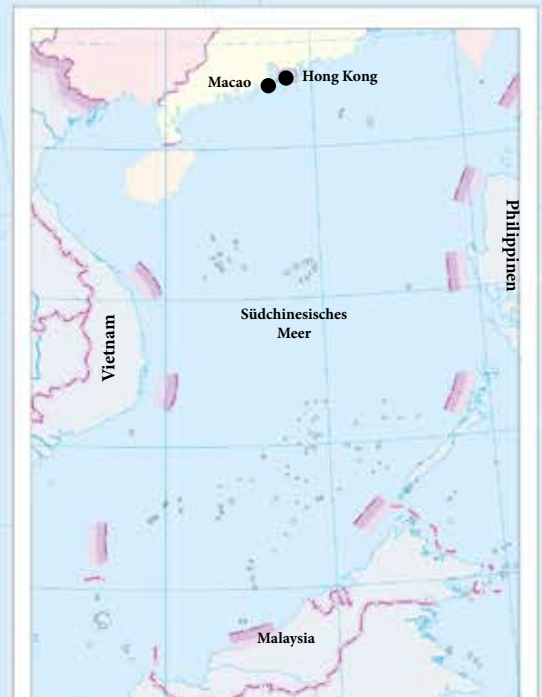 Macao
Hong Kong
Philippinen
Südchinesisches
Meer
Vietnam
Malaysia